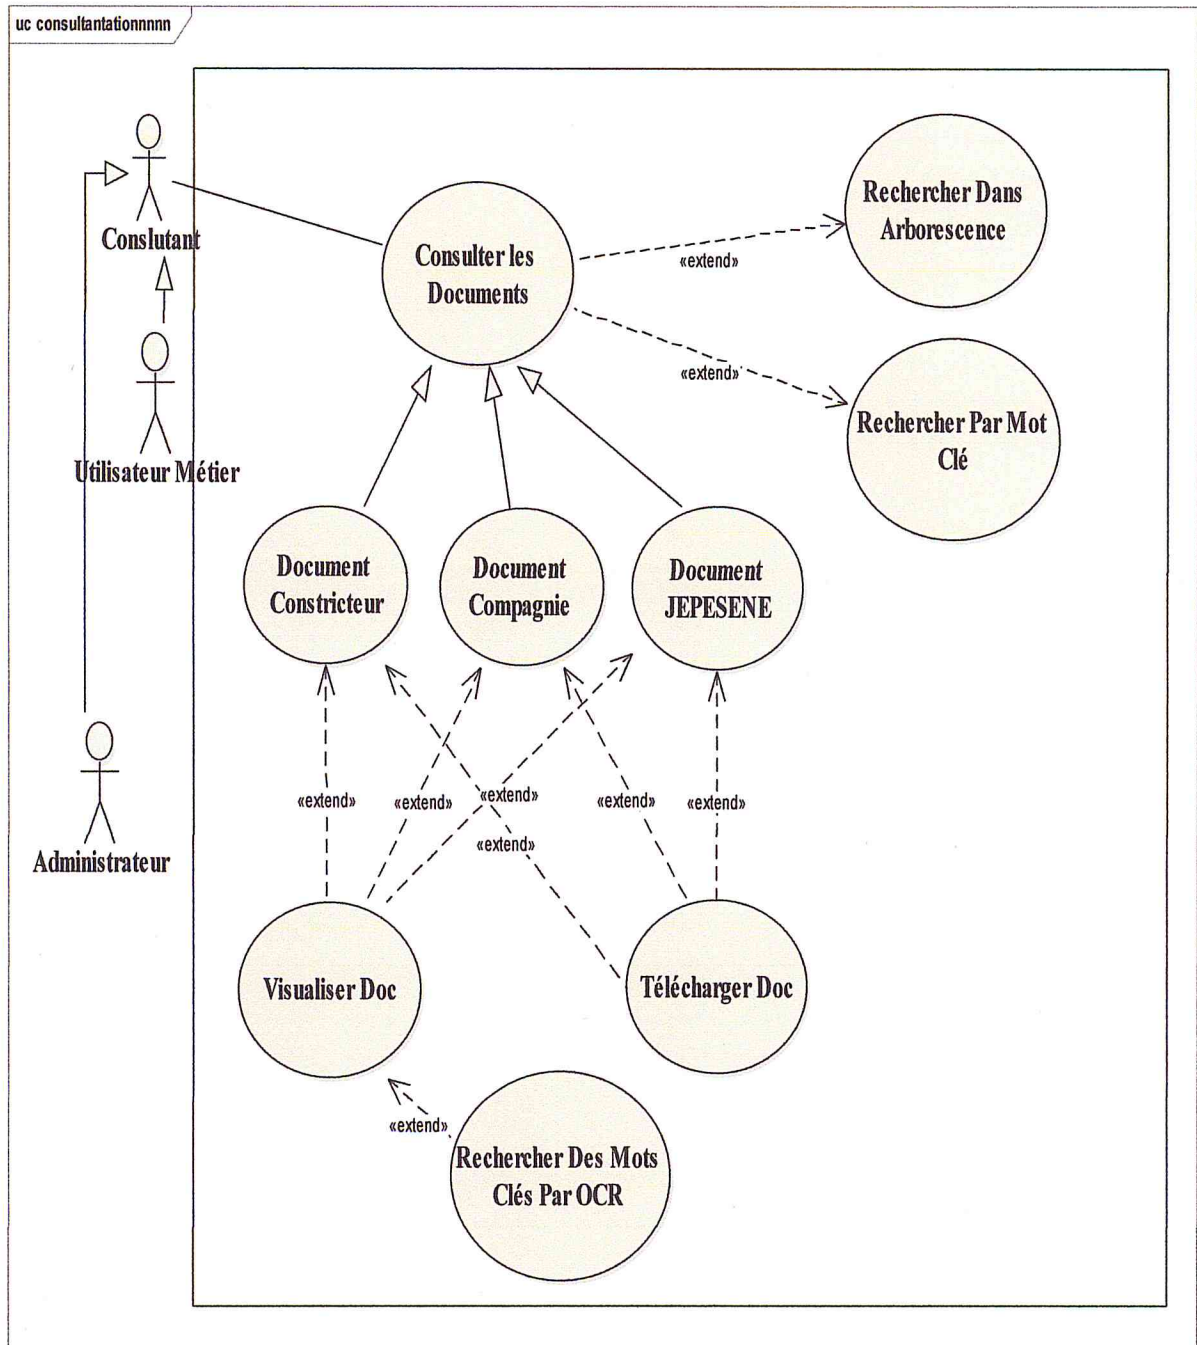 uc consultantationnnnn
Conslutant
Consulter les
Documents
Rechercher Dans
Arborescence
«extend»
«extend»
Rechercher Par Mot
Clé
Utilisateur Métier
Document
Constricteur
Document
Compagnie
Document
JEPESENE
«extend»
«extend»
«extend»
«extend»
«extend»
«extend»
Administrateur
Visualiser Doc
Télécharger Doc
«extend»
Rechercher Des Mots
Clés Par OCR